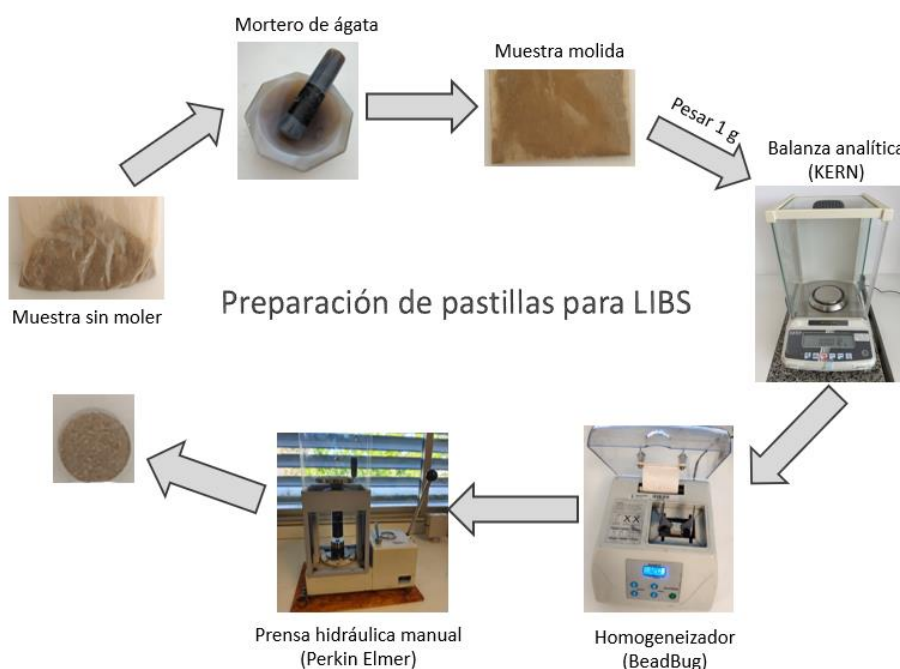 Mortero de ágata
Muestra molida
Pesar 1 g
Balanza analítica
(KERN)
Muestra sin moler
Preparación de pastillas para LIBS
Prensa hidráulica manual
(Perkin Elmer)
Homogeneizador
(BeadBug)